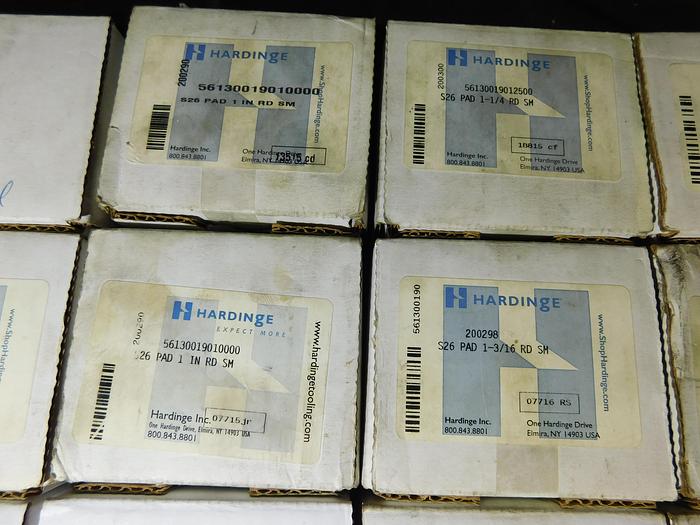 HARDINGE
200290
56130019010000
S26 PAD 1 IN RD SM
www.ShopHardinge.com
Hardinge Inc.
800.843.8801
One Hardinge Drive
Elmira, NY
HARDINGE
200300
56130019012500
S26 PAD 1-1/4 RD SM
www.ShopHardinge.com
18815 cf
Hardinge Inc.
800.843.8801
One Hardinge Drive
Elmira, NY 14903 USA
HARDINGE
EXPECT MORE
200290
56130019010000
S26 PAD 1 IN RD SM
www.hardingetooling.com
07715jr
Hardinge Inc.
One Hardinge Drive, Elmira, NY 14903 USA
800.843.8801
HARDINGE
561300190
200298
S26 PAD 1-3/16 RD SM
www.ShopHardinge.com
07716 RS
Hardinge Inc.
800.843.8801
One Hardinge Drive
Elmira, NY 14903 USA
www.ShopHardinge